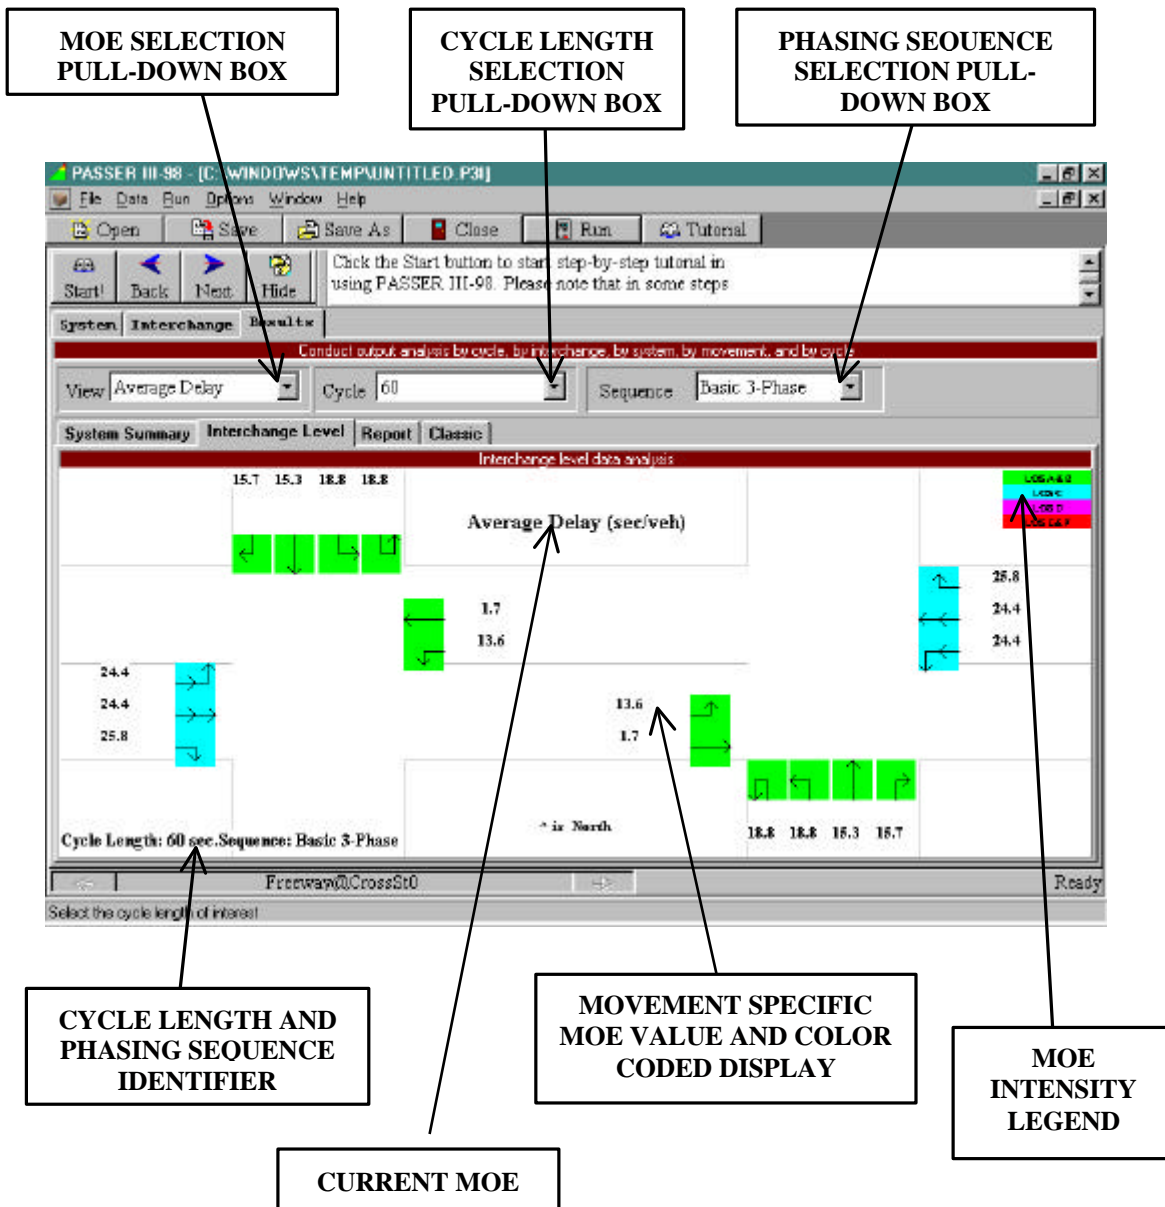 MOE SELECTION
PULL-DOWN BOX
CYCLE LENGTH
SELECTION
PULL-DOWN BOX
PHASING SEQUENCE
SELECTION PULL-
DOWN BOX
PASSER III-98 - [C:\WINDOWS\TEMP\UNTITLED.P3I]
File Data Run Options Window Help
Open Save Save As Close Run Tutorial
Start! Back Next Hide
Click the Start button to start step-by-step tutorial in
using PASSER III-98. Please note that in some steps
System Interchange Results
Conduct output analysis by cycle, by interchange, by system, by movement, and by cycle
View Average Delay Cycle 60 Sequence Basic 3-Phase
System Summary Interchange Level Report Classic
Interchange level data analysis
15.7 15.3 18.8 18.8
LOS A & B
LOS C
LOS D
LOS E & F
Average Delay (sec/veh)
25.8
24.4
24.4
1.7
13.6
24.4
24.4
25.8
13.6
1.7
18.8 18.8 15.3 15.7
^ is North
Cycle Length: 60 sec.Sequence: Basic 3-Phase
Freeway@CrossSt0
Ready
Select the cycle length of interest
CYCLE LENGTH AND
PHASING SEQUENCE
IDENTIFIER
MOVEMENT SPECIFIC
MOE VALUE AND COLOR
CODED DISPLAY
MOE
INTENSITY
LEGEND
CURRENT MOE